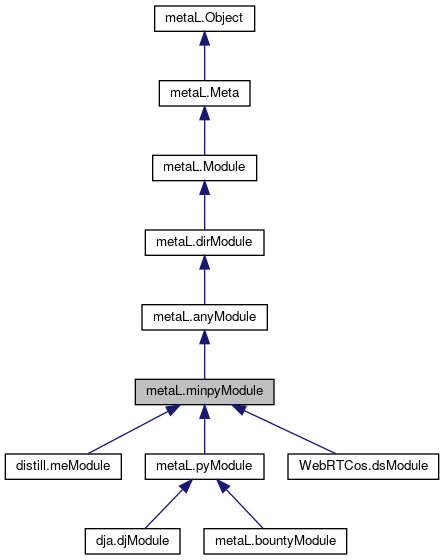 metaL.Object
metaL.Meta
metaL.Module
metaL.dirModule
metaL.anyModule
metaL.minpyModule
distill.meModule
metaL.pyModule
WebRTCos.dsModule
dja.djModule
metaL.bountyModule